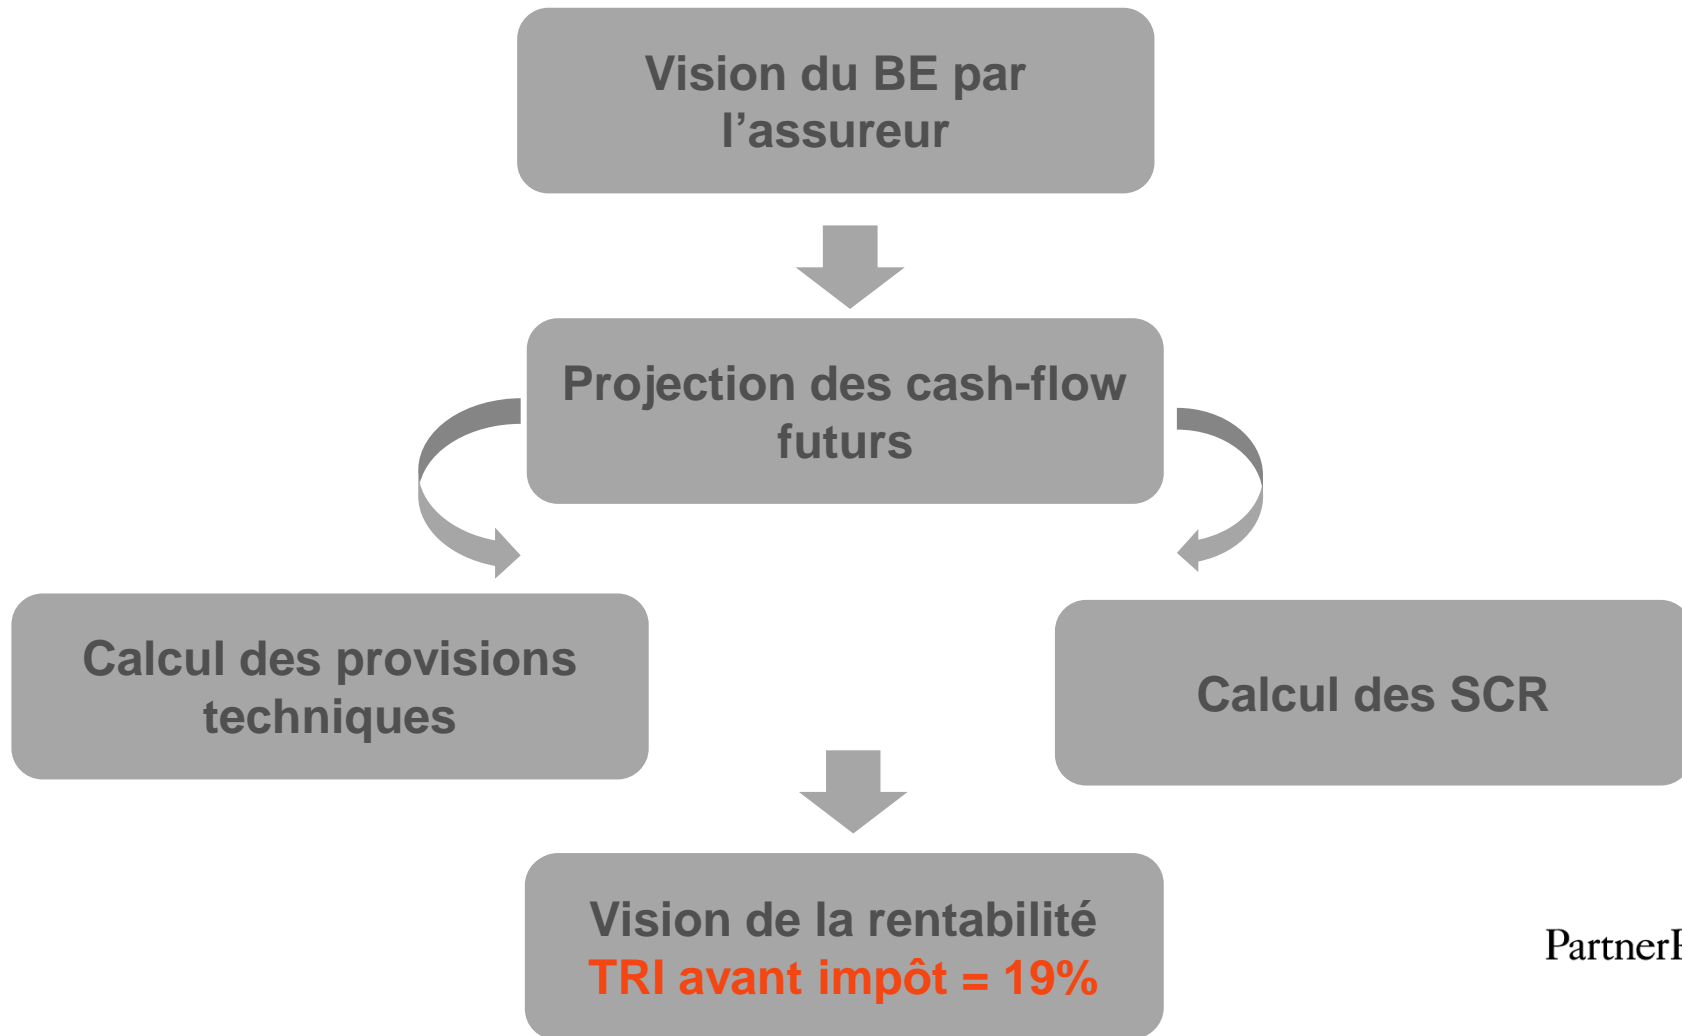 Vision du BE par
l’assureur
Projection des cash-flow
futurs
Calcul des provisions
techniques
Calcul des SCR
Vision de la rentabilité
TRI avant impôt = 19%